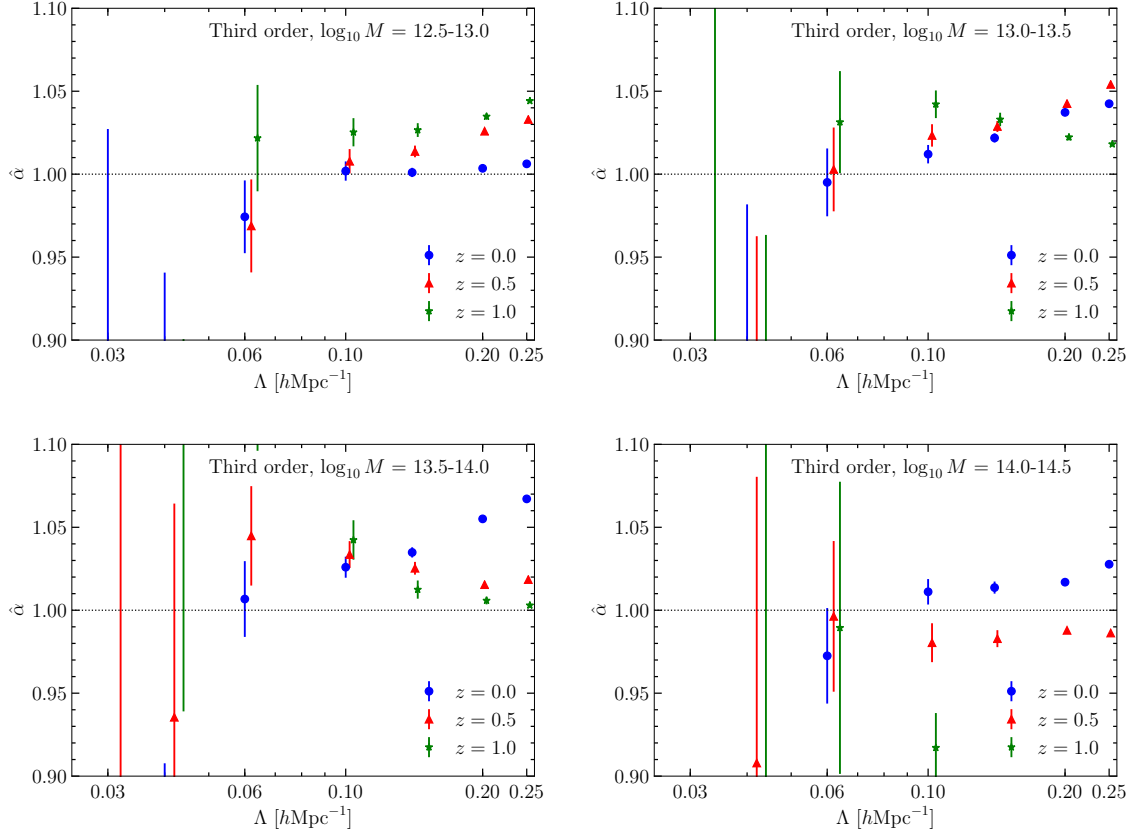 Third order, log₁₀ M = 12.5-13.0
1.10
1.05
1.00
0.95
0.90
α̂
z = 0.0
z = 0.5
z = 1.0
0.03 0.06 0.10 0.20 0.25
Λ [hMpc⁻¹]
Third order, log₁₀ M = 13.0-13.5
1.10
1.05
1.00
0.95
0.90
α̂
z = 0.0
z = 0.5
z = 1.0
0.03 0.06 0.10 0.20 0.25
Λ [hMpc⁻¹]
Third order, log₁₀ M = 13.5-14.0
1.10
1.05
1.00
0.95
0.90
α̂
z = 0.0
z = 0.5
z = 1.0
0.03 0.06 0.10 0.20 0.25
Λ [hMpc⁻¹]
Third order, log₁₀ M = 14.0-14.5
1.10
1.05
1.00
0.95
0.90
α̂
z = 0.0
z = 0.5
z = 1.0
0.03 0.06 0.10 0.20 0.25
Λ [hMpc⁻¹]